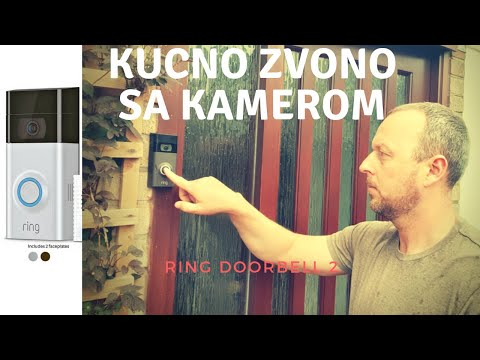 KUCNO ZVONO
SA KAMEROM
ring
Includes 2 faceplates
RING DOORBELL 2